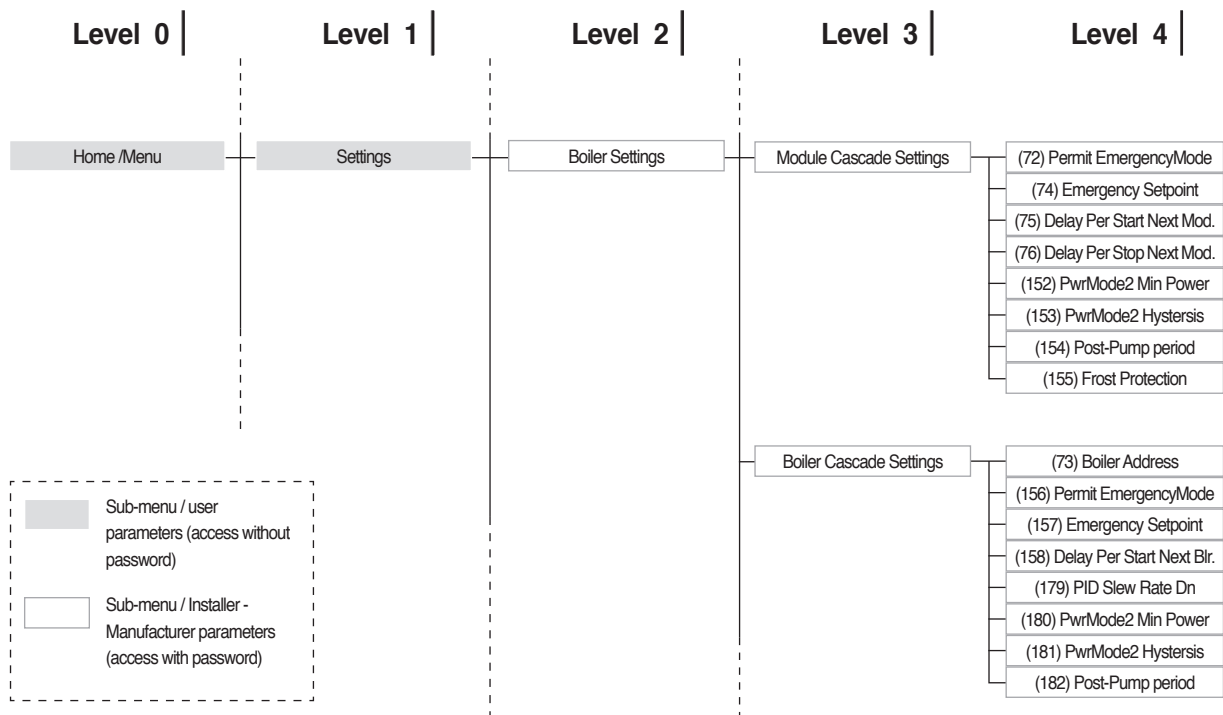 Level 0
Level 1
Level 2
Level 3
Level 4
Home /Menu
Settings
Boiler Settings
Module Cascade Settings
(72) Permit EmergencyMode
(74) Emergency Setpoint
(75) Delay Per Start Next Mod.
(76) Delay Per Stop Next Mod.
(152) PwrMode2 Min Power
(153) PwrMode2 Hystersis
(154) Post-Pump period
(155) Frost Protection
Boiler Cascade Settings
(73) Boiler Address
(156) Permit EmergencyMode
(157) Emergency Setpoint
(158) Delay Per Start Next Blr.
(179) PID Slew Rate Dn
(180) PwrMode2 Min Power
(181) PwrMode2 Hystersis
(182) Post-Pump period
Sub-menu / user
parameters (access without
password)
Sub-menu / Installer -
Manufacturer parameters
(access with password)